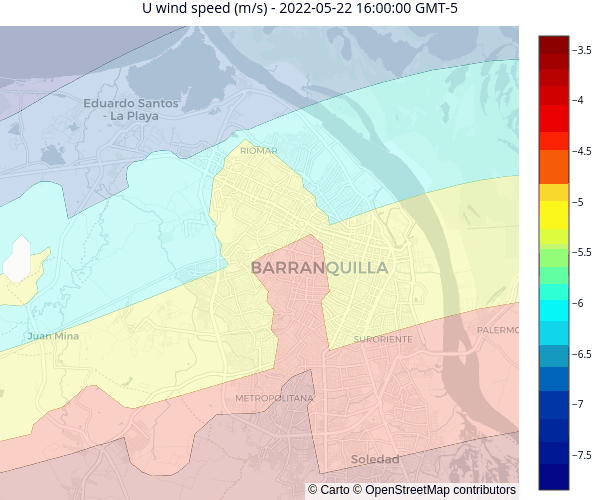 U wind speed (m/s) - 2022-05-22 16:00:00 GMT-5
Eduardo Santos
- La Playa
RIOMAR
BARRANQUILLA
Juan Mina
SURORIENTE
PALERMO
METROPOLITANA
Soledad
© Carto © OpenStreetMap contributors
−3.5
−4
−4.5
−5
−5.5
−6
−6.5
−7
−7.5